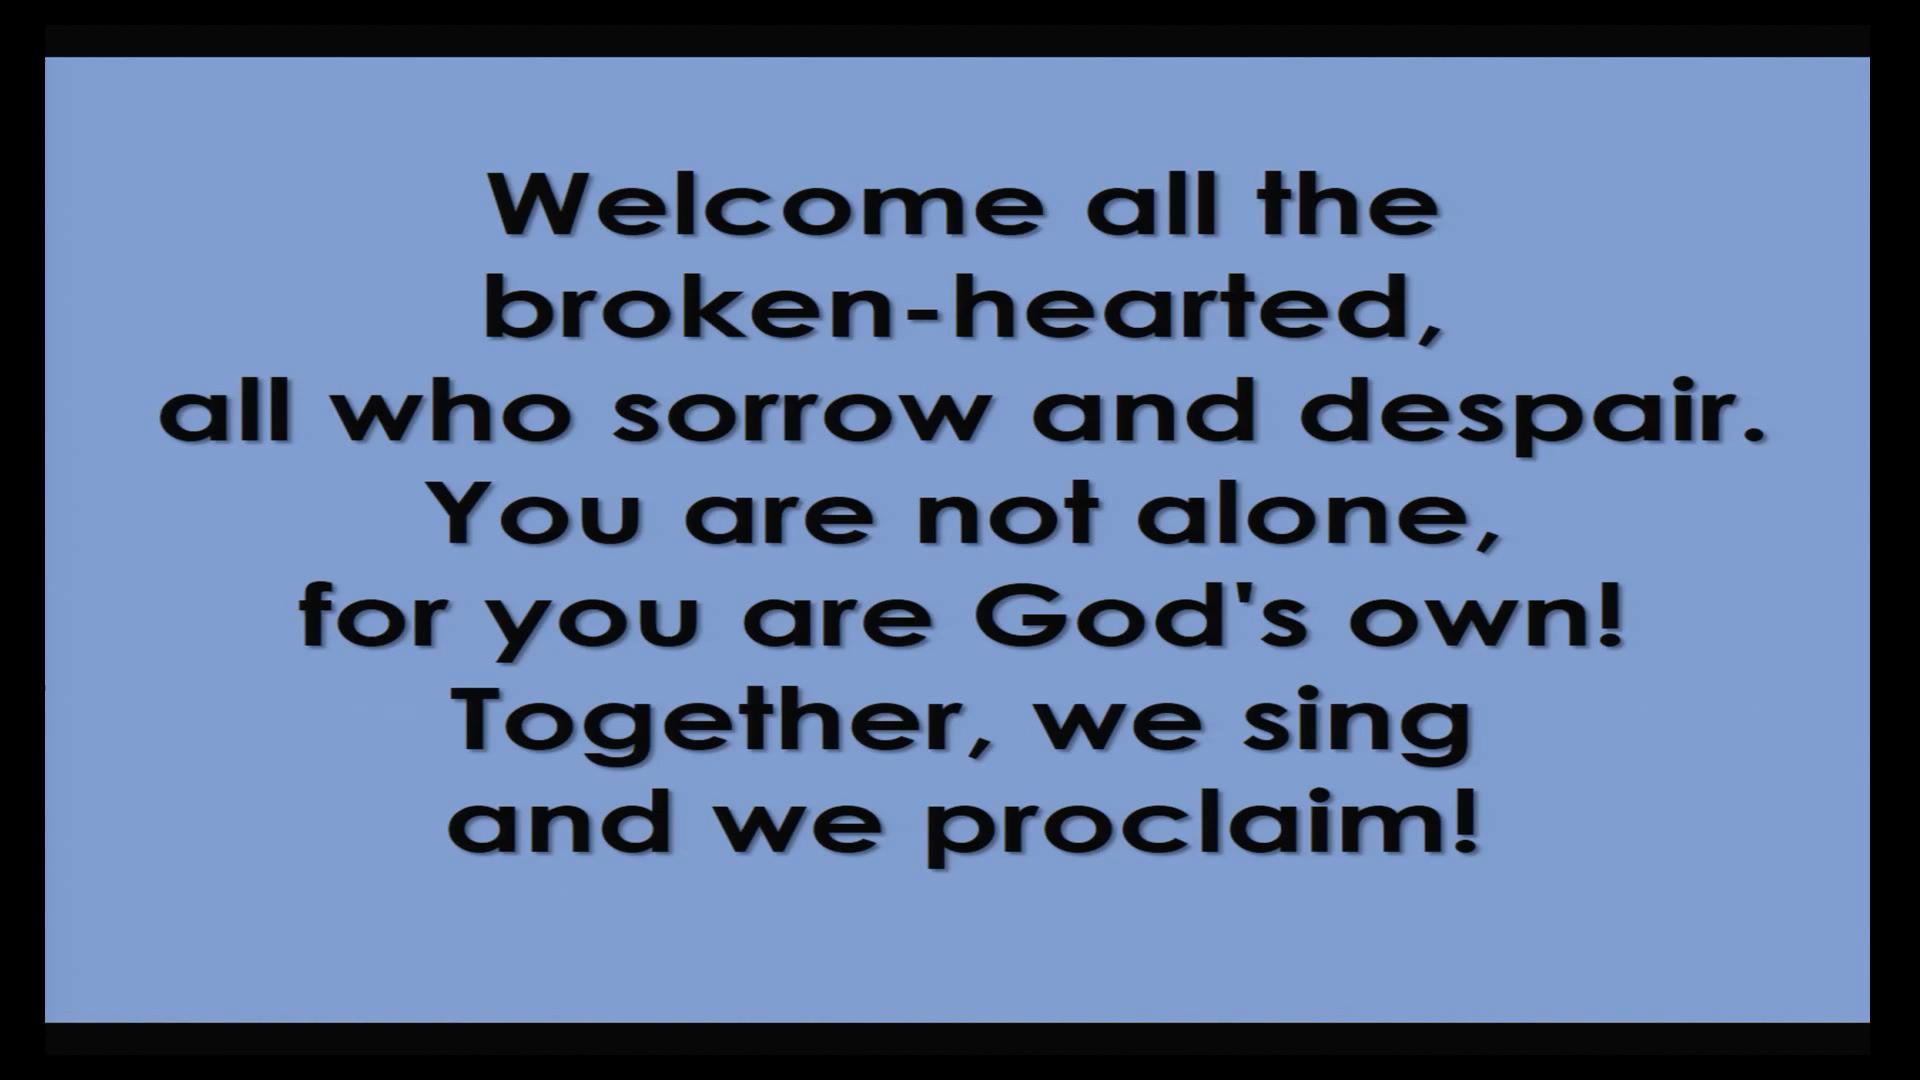 Welcome all the
broken-hearted,
all who sorrow and despair.
You are not alone,
for you are God's own!
Together, we sing
and we proclaim!